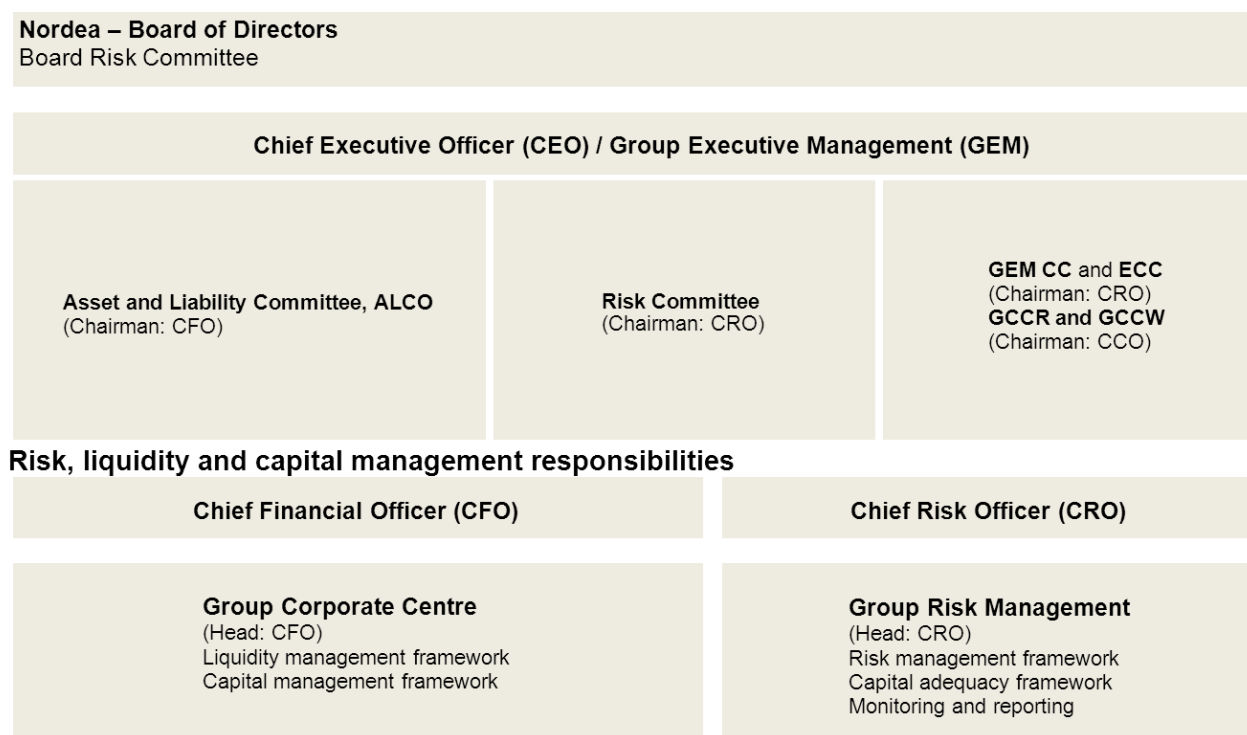 Nordea – Board of Directors
Board Risk Committee
Chief Executive Officer (CEO) / Group Executive Management (GEM)
Asset and Liability Committee, ALCO
(Chairman: CFO)
Risk Committee
(Chairman: CRO)
GEM CC and ECC
(Chairman: CRO)
GCCR and GCCW
(Chairman: CCO)
Risk, liquidity and capital management responsibilities
Chief Financial Officer (CFO)
Chief Risk Officer (CRO)
Group Corporate Centre
(Head: CFO)
Liquidity management framework
Capital management framework
Group Risk Management
(Head: CRO)
Risk management framework
Capital adequacy framework
Monitoring and reporting